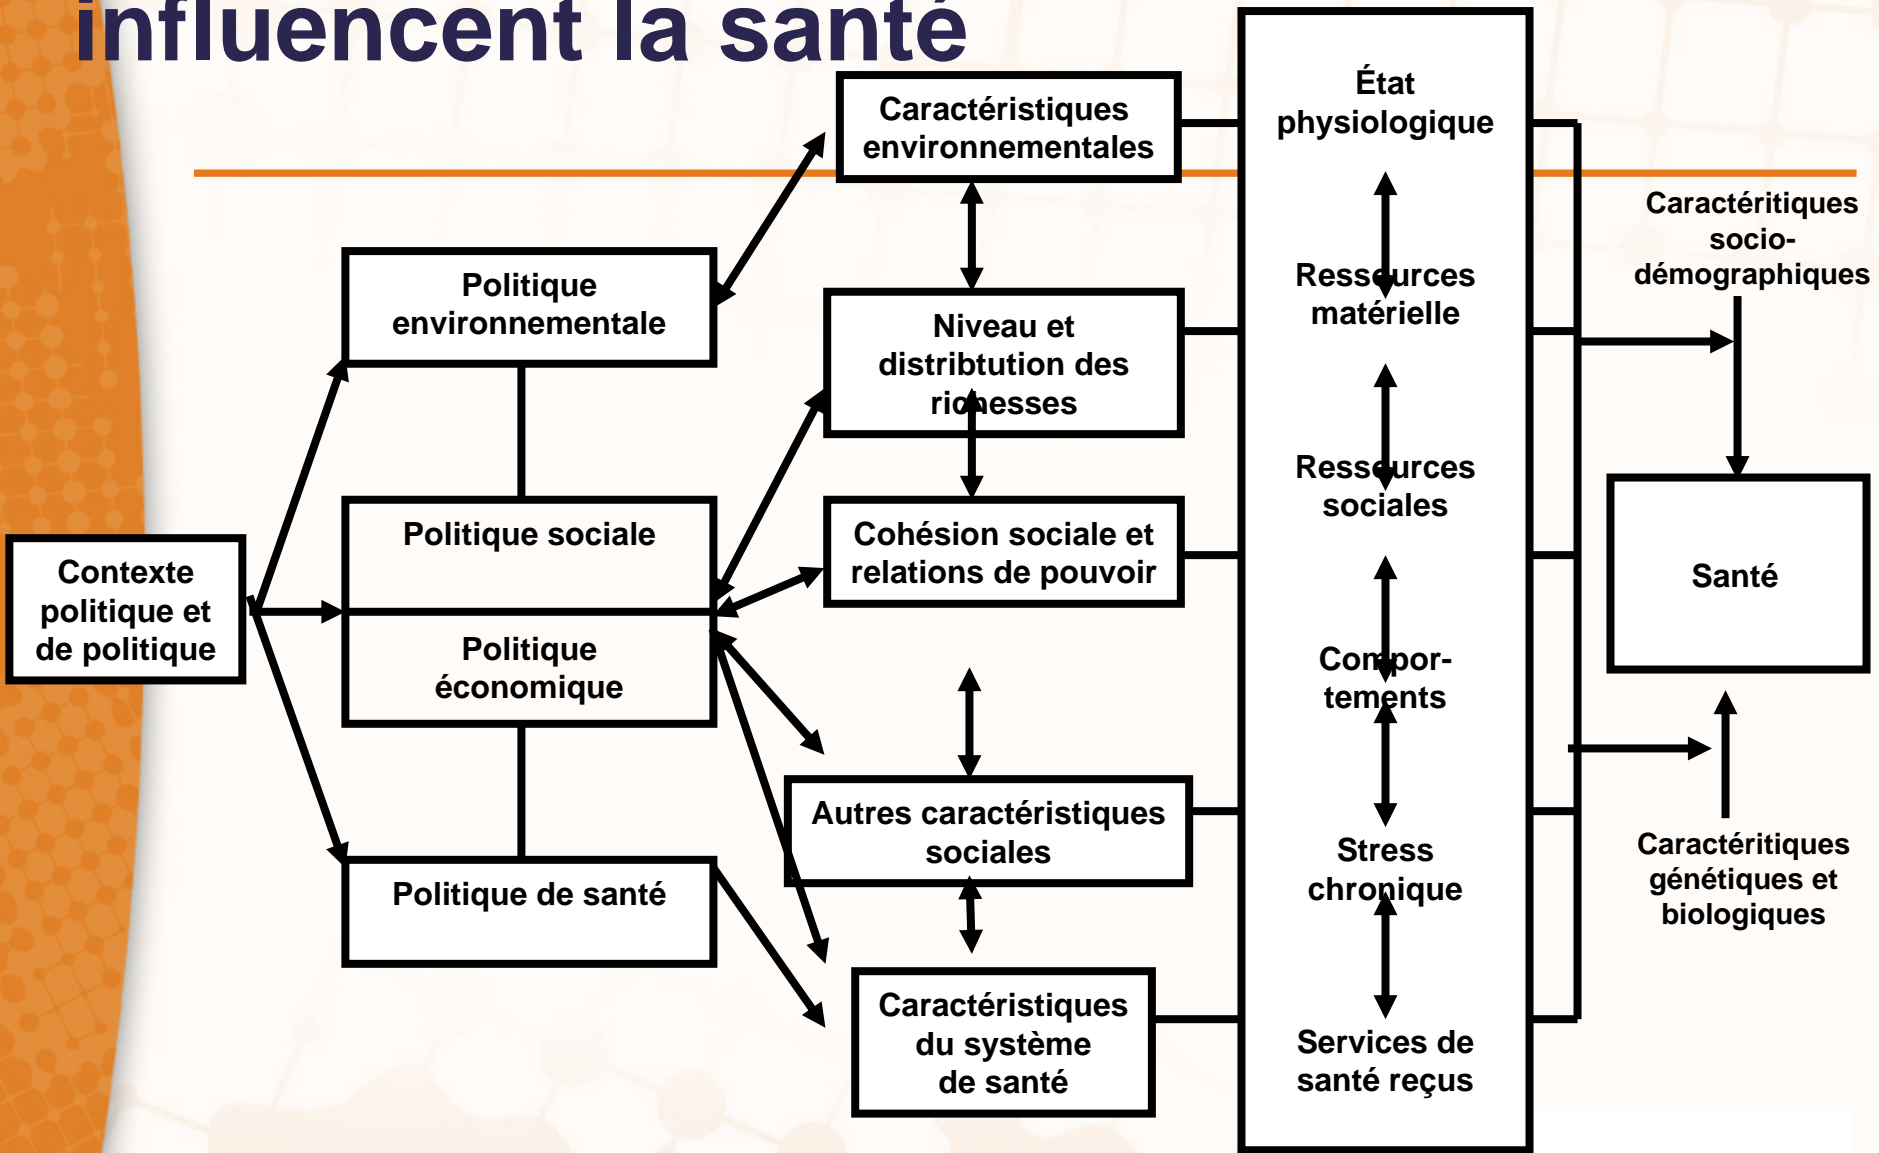 influencent la santé
Contexte
politique et
de politique
Politique
environnementale
Politique sociale
Politique
économique
Politique de santé
Caractéristiques
environnementales
Niveau et
distribtution des
richesses
Cohésion sociale et
relations de pouvoir
Autres caractéristiques
sociales
Caractéristiques
du système
de santé
État
physiologique
Ressources
matérielle
Ressources
sociales
Compor-
tements
Stress
chronique
Services de
santé reçus
Caractéritiques
socio-
démographiques
Santé
Caractéritiques
génétiques et
biologiques